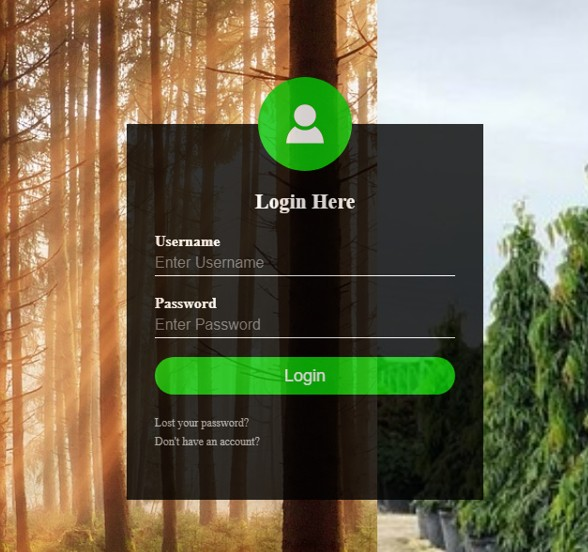 Login Here
Username
Enter Username
Password
Enter Password
Login
Lost your password?
Don't have an account?